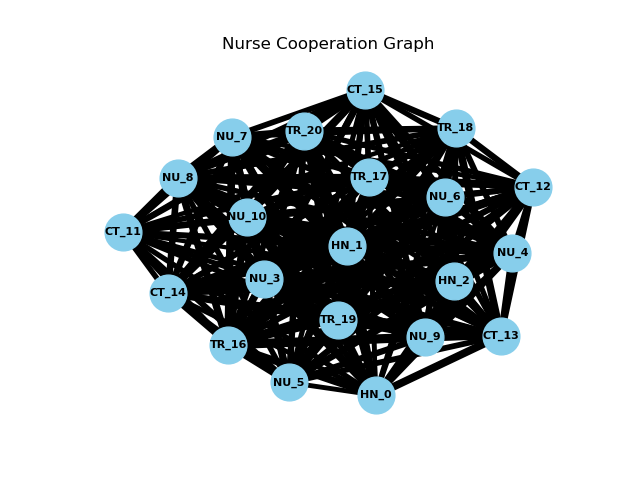 Nurse Cooperation Graph
CT_15
TR_18
TR_20
NU_7
TR_17
NU_8
CT_12
NU_6
NU_10
CT_11
HN_1
NU_4
NU_3
HN_2
CT_14
TR_19
CT_13
NU_9
TR_16
NU_5
HN_0